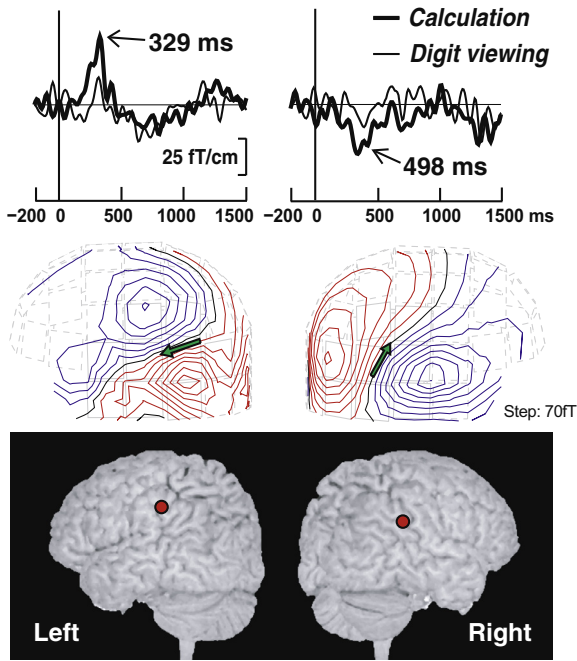 329 ms
Calculation
Digit viewing
25 fT/cm
498 ms
−200 0 500 1000 1500
−200 0 500 1000 1500 ms
Step: 70fT
Left
Right